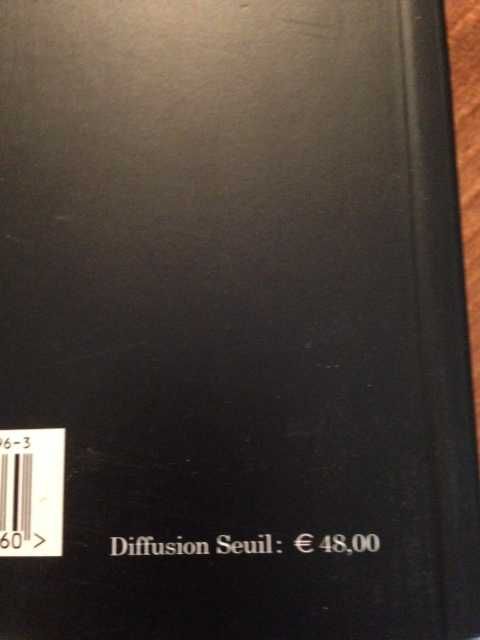 96-3
60>
Diffusion Seuil: € 48,00